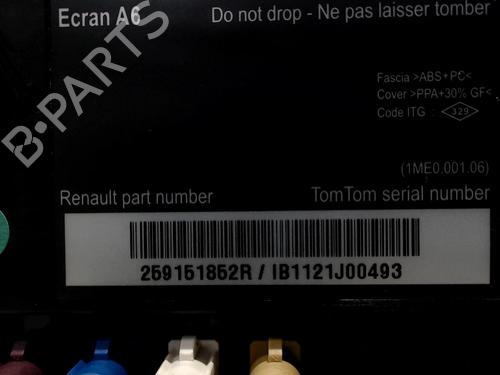 Ecran A6
Do not drop - Ne pas laisser tomber
Fascia >ABS+PC<
Cover >PPA+30% GF<
Code ITG : 329
(1ME0.001.06)
Renault part number
TomTom serial number
259151852R / IB1121J00493
B-PARTS